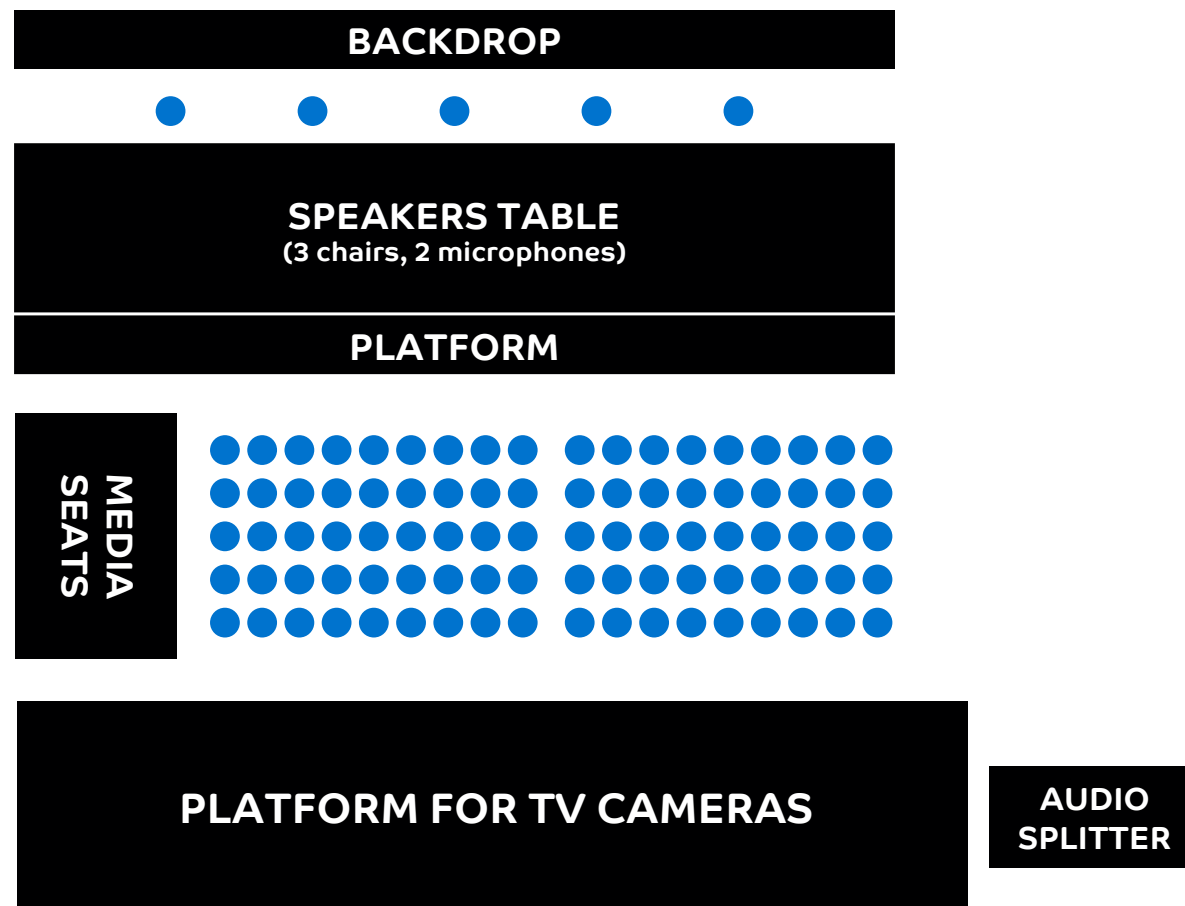 BACKDROP
SPEAKERS TABLE
(3 chairs, 2 microphones)
PLATFORM
MEDIA
SEATS
PLATFORM FOR TV CAMERAS
AUDIO
SPLITTER